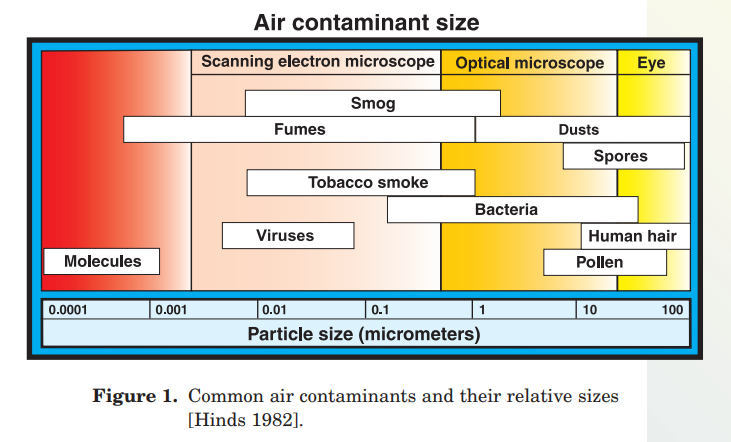 Air contaminant size
Scanning electron microscope Optical microscope Eye
Smog
Fumes Dusts
Spores
Tobacco smoke
Bacteria
Viruses Human hair
Molecules Pollen
0.0001 0.001 0.01 0.1 1 10 100
Particle size (micrometers)
Figure 1. Common air contaminants and their relative sizes
[Hinds 1982].